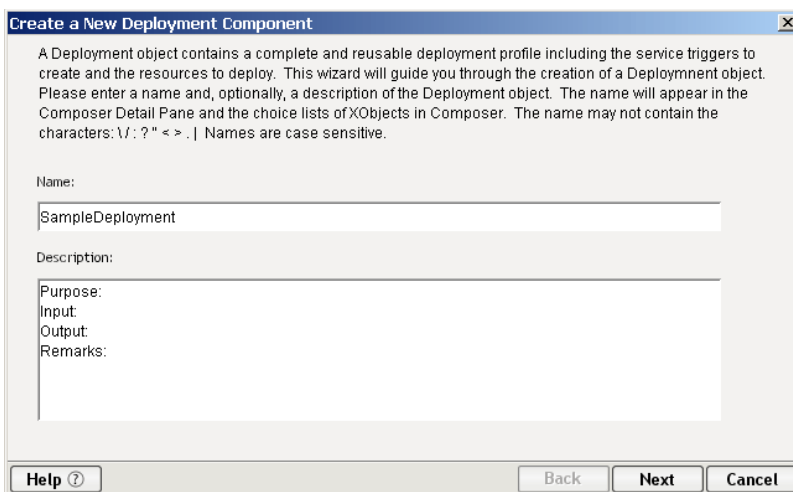 Create a New Deployment Component
A Deployment object contains a complete and reusable deployment profile including the service triggers to
create and the resources to deploy. This wizard will guide you through the creation of a Deploymnent object.
Please enter a name and, optionally, a description of the Deployment object. The name will appear in the
Composer Detail Pane and the choice lists of XObjects in Composer. The name may not contain the
characters: \ / : ? " < > . | Names are case sensitive.
Name:
SampleDeployment
Description:
Purpose:
Input:
Output:
Remarks:
Help ?
Back
Next
Cancel